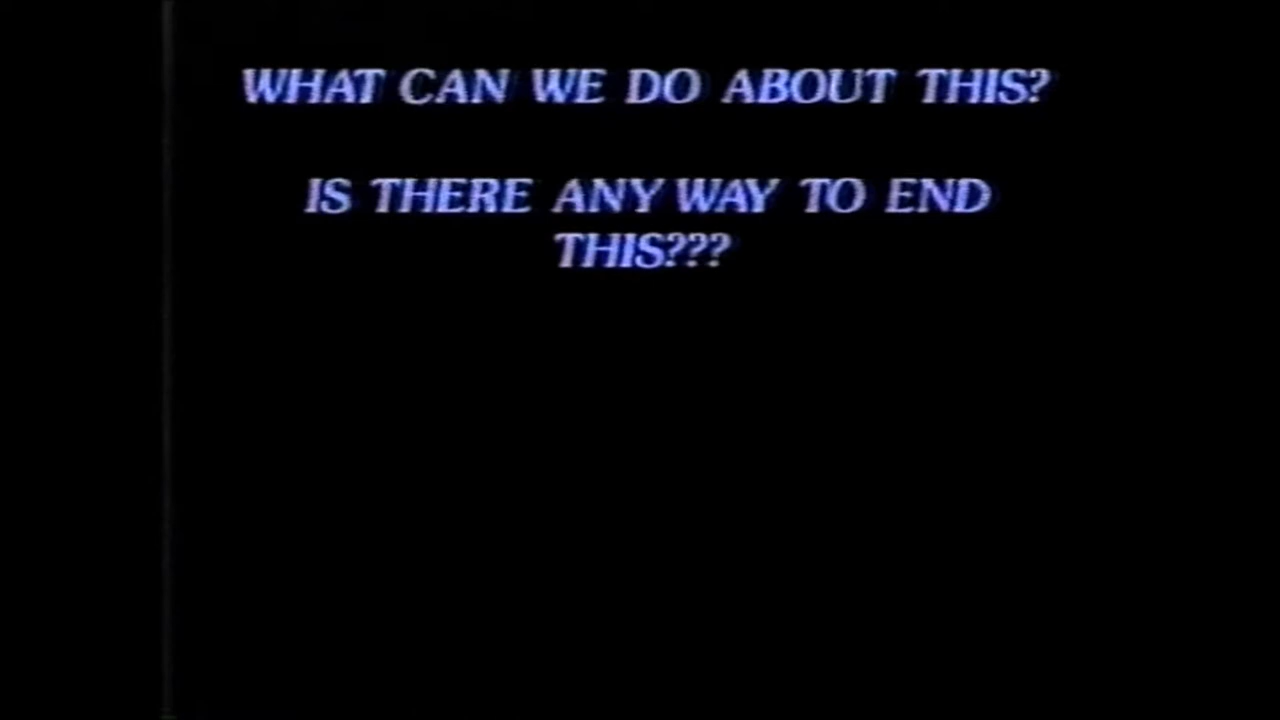 WHAT CAN WE DO ABOUT THIS?
IS THERE ANY WAY TO END
THIS???